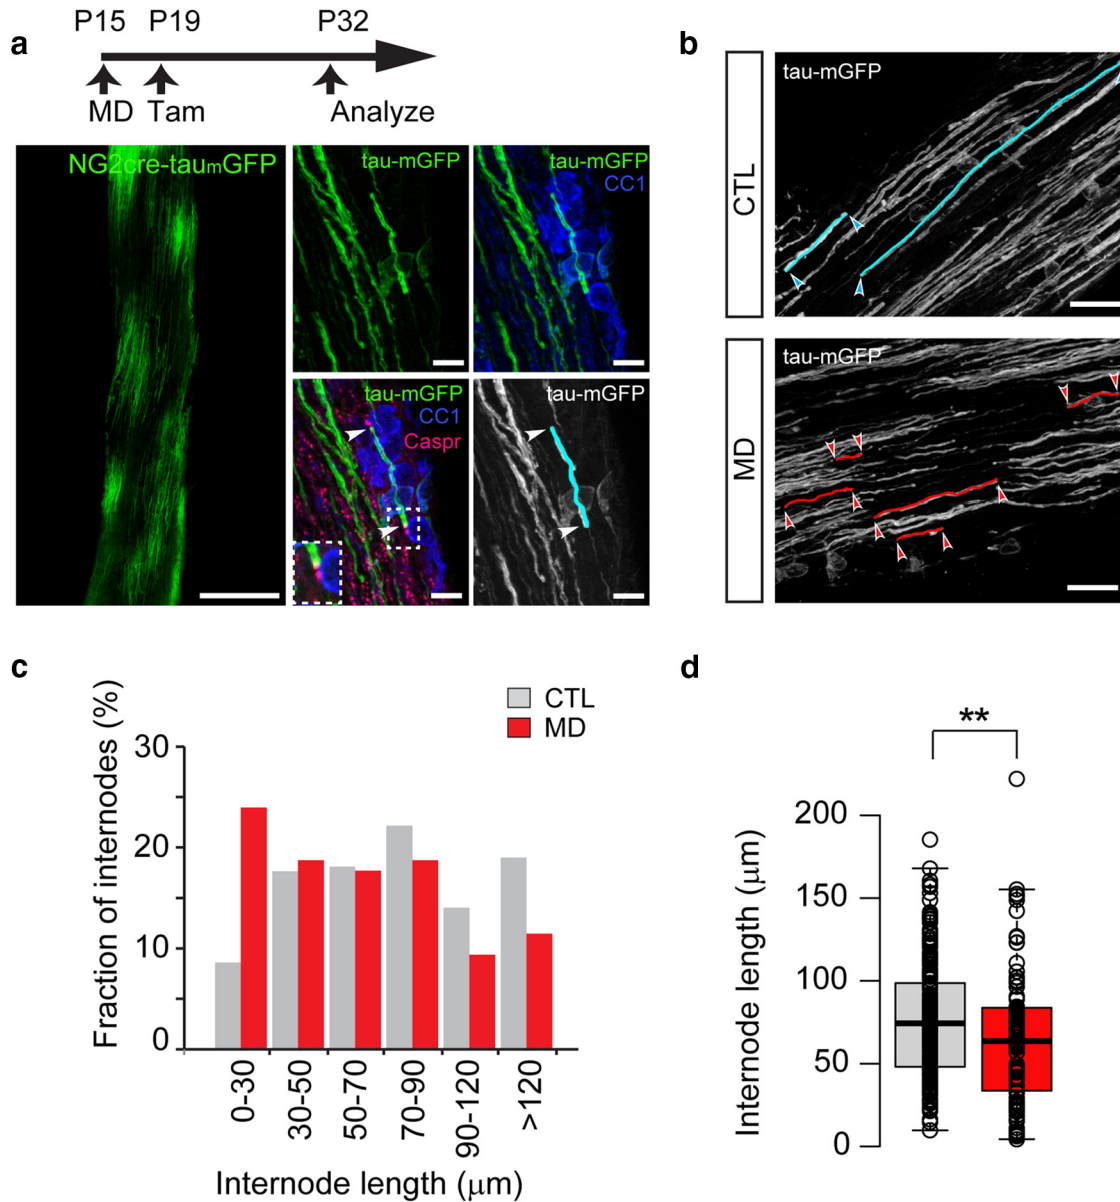 a
P15 P19 P32
MD Tam Analyze
NG2cre-taumGFP
tau-mGFP
tau-mGFP
CC1
tau-mGFP
CC1
Caspr
tau-mGFP
b
CTL
tau-mGFP
MD
tau-mGFP
c
CTL
MD
Fraction of internodes (%)
30
20
10
0
0-30
30-50
50-70
70-90
90-120
>120
Internode length (μm)
d
**
Internode length (μm)
200
150
100
50
0